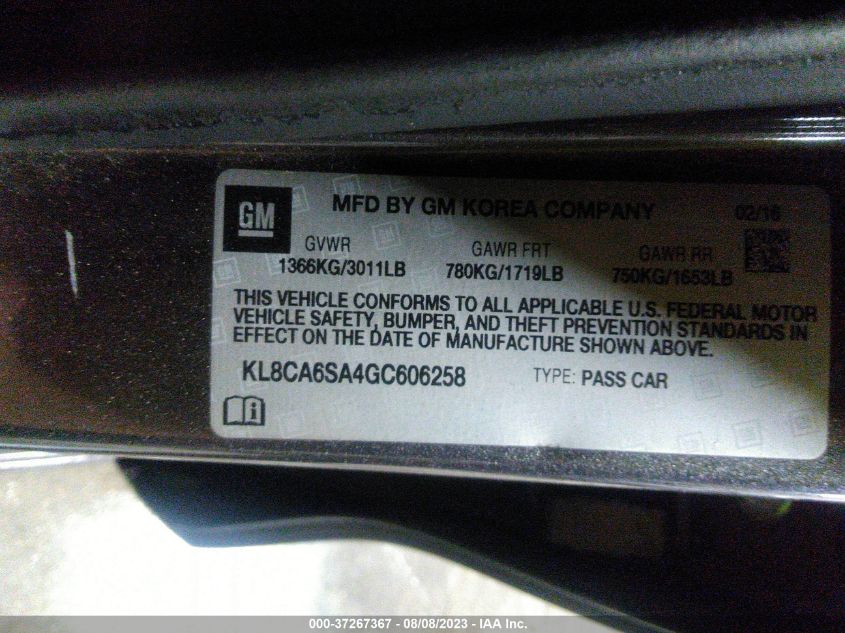 GM
MFD BY GM KOREA COMPANY 02/16
GVWR GAWR FRT GAWR RR
1366KG/3011LB 780KG/1719LB 750KG/1653LB
THIS VEHICLE CONFORMS TO ALL APPLICABLE U.S. FEDERAL MOTOR
VEHICLE SAFETY, BUMPER, AND THEFT PREVENTION STANDARDS IN
EFFECT ON THE DATE OF MANUFACTURE SHOWN ABOVE.
KL8CA6SA4GC606258 TYPE: PASS CAR
000-37267367 - 08/08/2023 - IAA Inc.